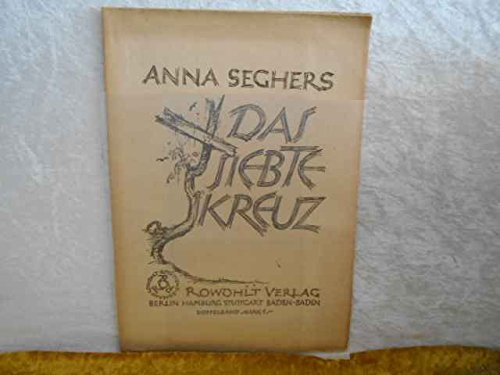 ANNA SEGHERS
DAS
SIEBTE
KREUZ
ROWOHLT VERLAG
BERLIN HAMBURG STUTTGART BADEN-BADEN